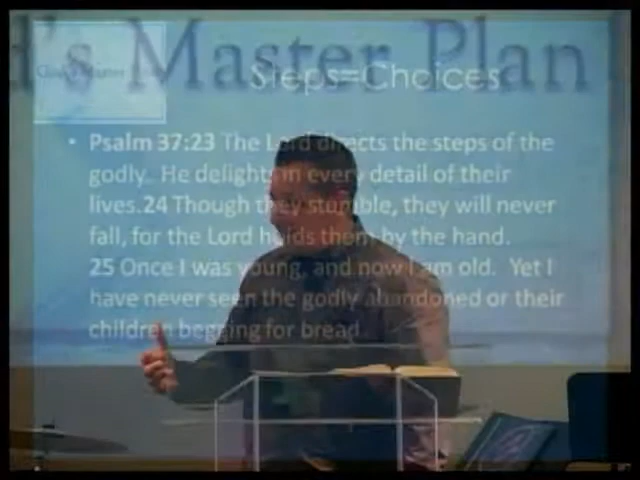 d's Master Plan
Steps=Choices
• Psalm 37:23 The Lord directs the steps of the
godly. He delights in every detail of their
lives.24 Though they stumble, they will never
fall, for the Lord holds them by the hand.
25 Once I was young, and now I am old. Yet I
have never seen the godly abandoned or their
children begging for bread